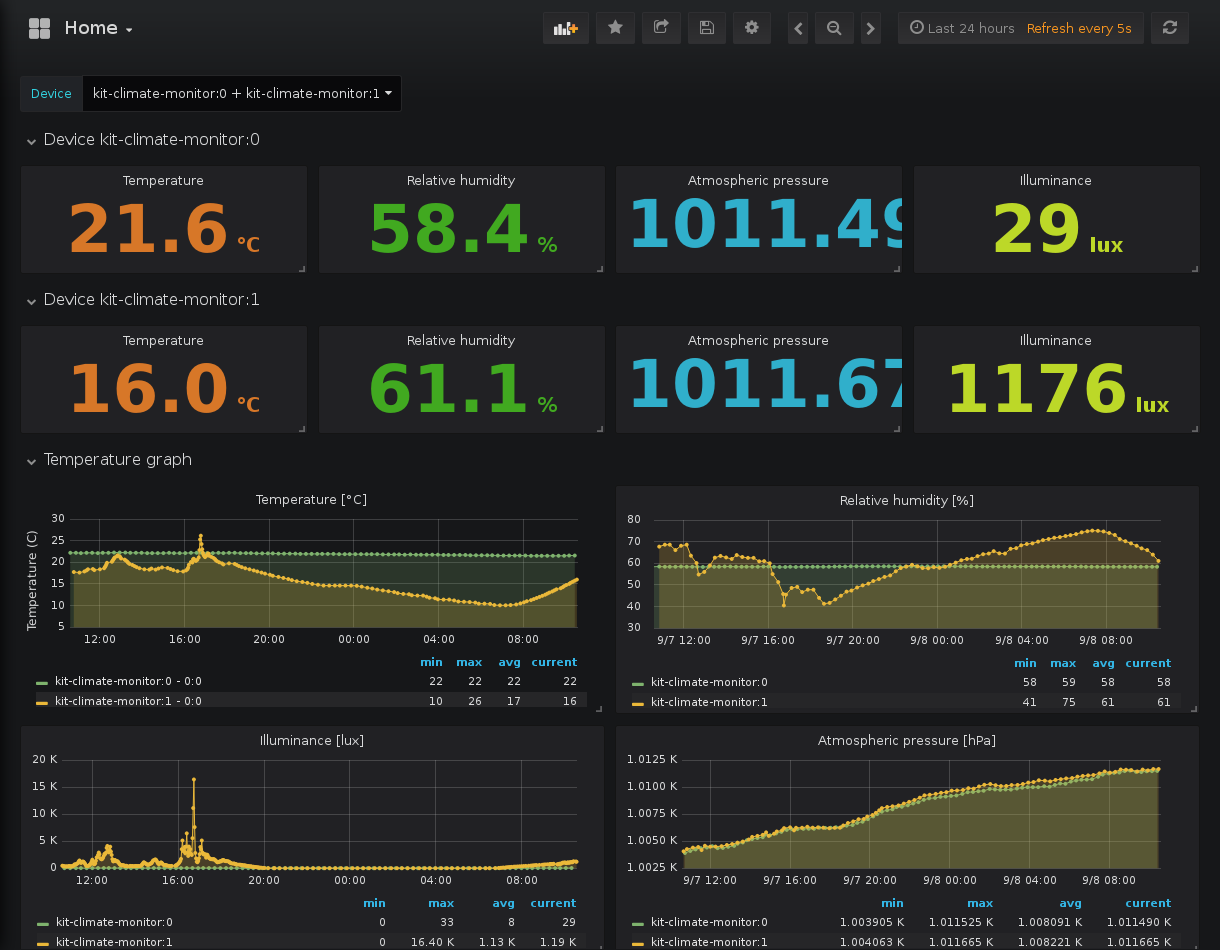 Home
Last 24 hours Refresh every 5s
Device kit-climate-monitor:0 + kit-climate-monitor:1
Device kit-climate-monitor:0
Temperature Relative humidity Atmospheric pressure Illuminance
21.6 °C 58.4 % 1011.49 29 lux
Device kit-climate-monitor:1
Temperature Relative humidity Atmospheric pressure Illuminance
16.0 °C 61.1 % 1011.67 1176 lux
Temperature graph
Temperature [°C]
Temperature (C)
30
25
20
15
10
5
12:00 16:00 20:00 00:00 04:00 08:00
min max avg current
kit-climate-monitor:0 - 0:0 22 22 22 22
kit-climate-monitor:1 - 0:0 10 26 17 16
Relative humidity [%]
80
70
60
50
40
30
9/7 12:00 9/7 16:00 9/7 20:00 9/8 00:00 9/8 04:00 9/8 08:00
min max avg current
kit-climate-monitor:0 58 59 58 58
kit-climate-monitor:1 41 75 61 61
Illuminance [lux]
20 K
15 K
10 K
5 K
0
12:00 16:00 20:00 00:00 04:00 08:00
min max avg current
kit-climate-monitor:0 0 33 8 29
kit-climate-monitor:1 0 16.40 K 1.13 K 1.19 K
Atmospheric pressure [hPa]
1.0125 K
1.0100 K
1.0075 K
1.0050 K
1.0025 K
9/7 12:00 9/7 16:00 9/7 20:00 9/8 00:00 9/8 04:00 9/8 08:00
min max avg current
kit-climate-monitor:0 1.003905 K 1.011525 K 1.008091 K 1.011490 K
kit-climate-monitor:1 1.004063 K 1.011665 K 1.008221 K 1.011665 K